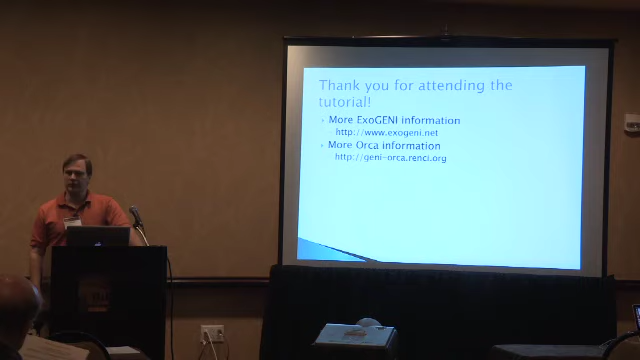 Thank you for attending the
tutorial!
More ExoGENI information
http://www.exogeni.net
More Orca information
http://geni-orca.renci.org